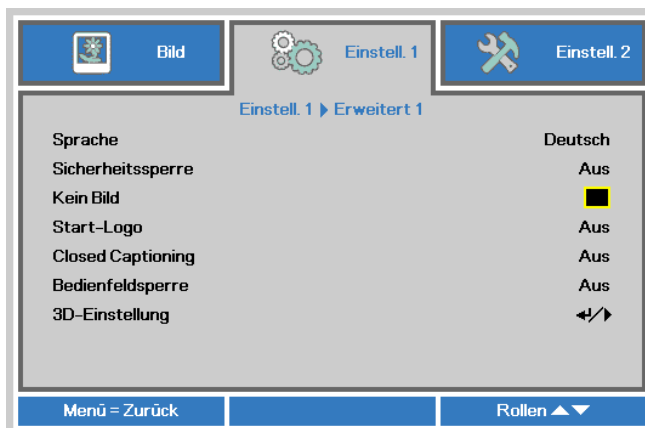 Bild
Einstell. 1
Einstell. 2
Einstell. 1 ▶ Erweitert 1
Sprache Deutsch
Sicherheitssperre Aus
Kein Bild
Start-Logo Aus
Closed Captioning Aus
Bedienfeldsperre Aus
3D-Einstellung ↵/▶
Menü = Zurück
Rollen ▲▼